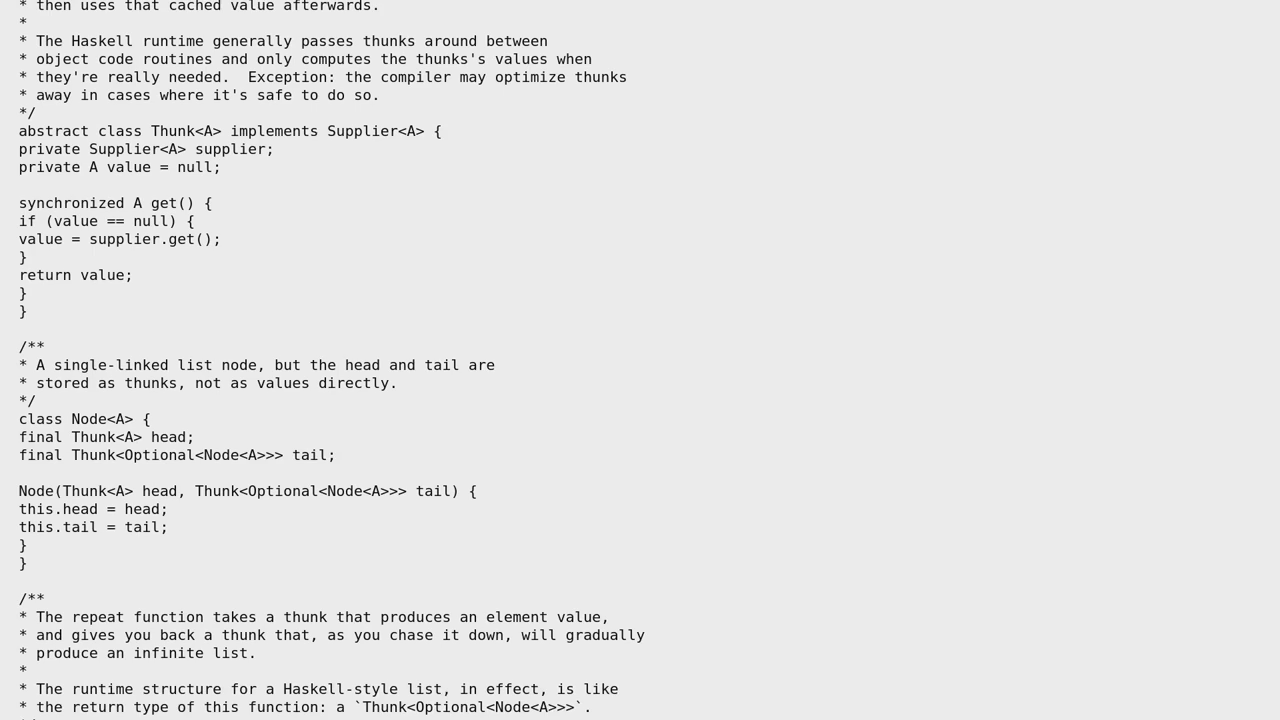 * then uses that cached value afterwards.
*
* The Haskell runtime generally passes thunks around between
* object code routines and only computes the thunks's values when
* they're really needed.  Exception: the compiler may optimize thunks
* away in cases where it's safe to do so.
*/
abstract class Thunk<A> implements Supplier<A> {
private Supplier<A> supplier;
private A value = null;

synchronized A get() {
if (value == null) {
value = supplier.get();
}
return value;
}
}

/**
* A single-linked list node, but the head and tail are
* stored as thunks, not as values directly.
*/
class Node<A> {
final Thunk<A> head;
final Thunk<Optional<Node<A>>> tail;

Node(Thunk<A> head, Thunk<Optional<Node<A>>> tail) {
this.head = head;
this.tail = tail;
}
}

/**
* The repeat function takes a thunk that produces an element value,
* and gives you back a thunk that, as you chase it down, will gradually
* produce an infinite list.
*
* The runtime structure for a Haskell-style list, in effect, is like
* the return type of this function: a `Thunk<Optional<Node<A>>>`.